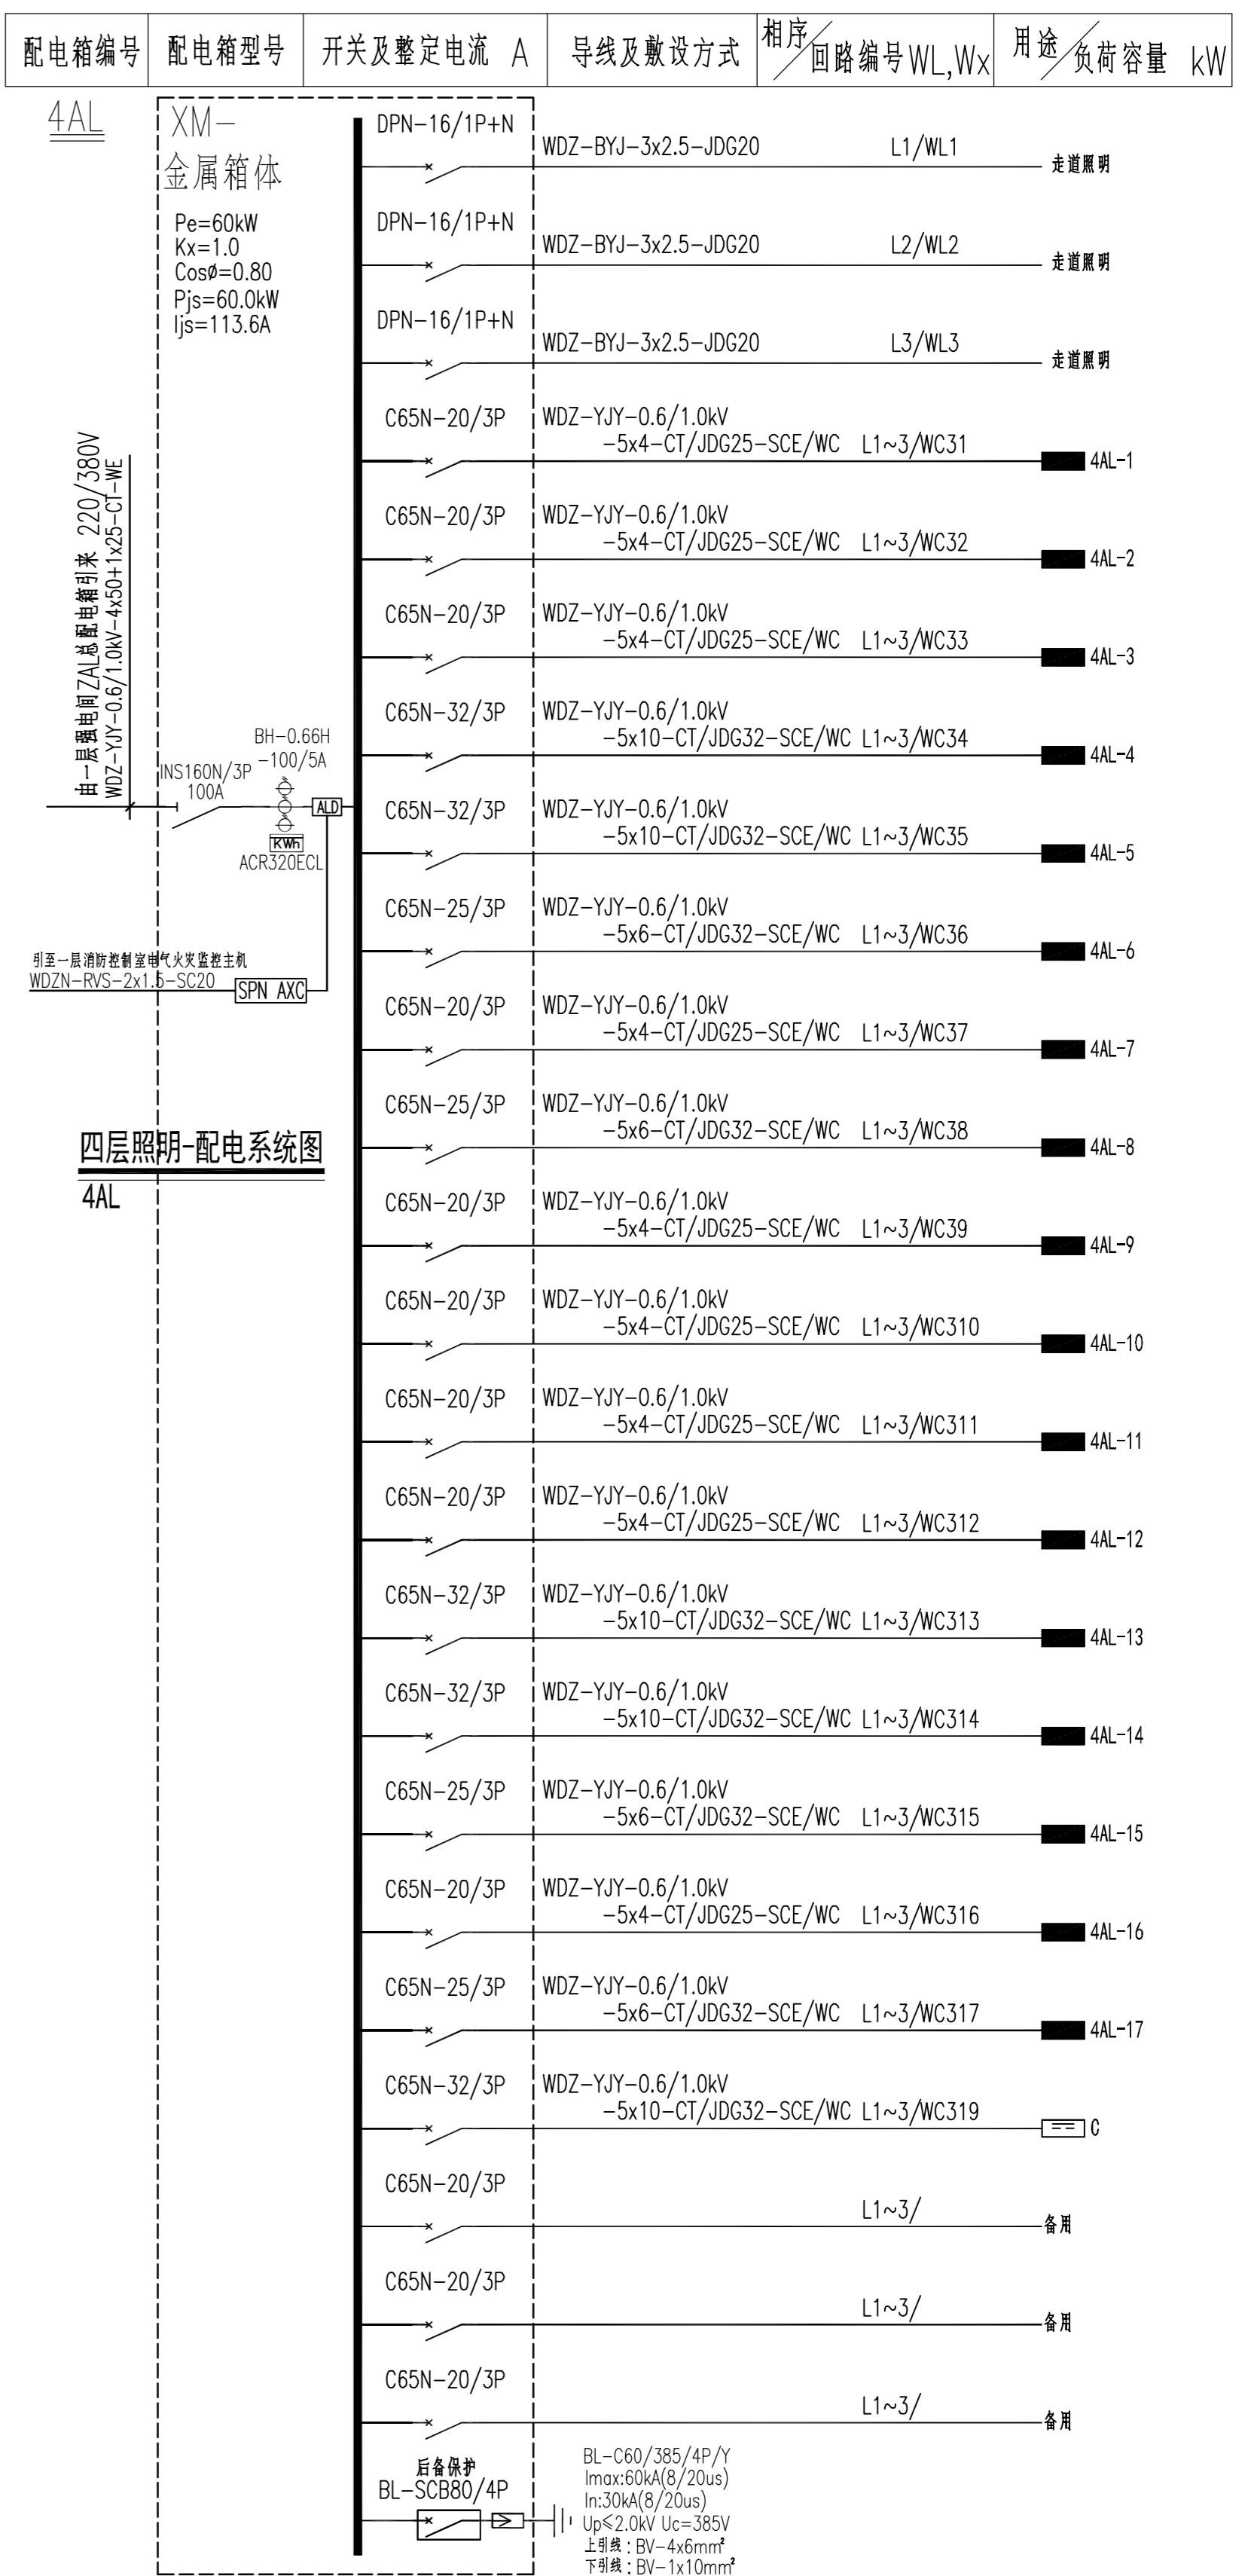 配电箱编号 配电箱型号 开关及整定电流 A 导线及敷设方式 相序/回路编号WL,Wx 用途/负荷容量 kW
4AL
XM-
金属箱体
Pe=60kW
Kx=1.0
Cosø=0.80
Pjs=60.0kW
Ijs=113.6A
由一层强电间ZAL总配电箱引来 220/380V
WDZ-YJY-0.6/1.0kV-4x50+1x25-CT-WE
INS160N/3P
100A
BH-0.66H
-100/5A
KWh
ACR320ECL
ALD
引至一层消防控制室电气火灾监控主机
WDZN-RVS-2x1.5-SC20
SPN AXC
四层照明-配电系统图
4AL
DPN-16/1P+N
WDZ-BYJ-3x2.5-JDG20 L1/WL1 走道照明
DPN-16/1P+N
WDZ-BYJ-3x2.5-JDG20 L2/WL2 走道照明
DPN-16/1P+N
WDZ-BYJ-3x2.5-JDG20 L3/WL3 走道照明
C65N-20/3P WDZ-YJY-0.6/1.0kV
-5x4-CT/JDG25-SCE/WC L1~3/WC31 4AL-1
C65N-20/3P WDZ-YJY-0.6/1.0kV
-5x4-CT/JDG25-SCE/WC L1~3/WC32 4AL-2
C65N-20/3P WDZ-YJY-0.6/1.0kV
-5x4-CT/JDG25-SCE/WC L1~3/WC33 4AL-3
C65N-32/3P WDZ-YJY-0.6/1.0kV
-5x10-CT/JDG32-SCE/WC L1~3/WC34 4AL-4
C65N-32/3P WDZ-YJY-0.6/1.0kV
-5x10-CT/JDG32-SCE/WC L1~3/WC35 4AL-5
C65N-25/3P WDZ-YJY-0.6/1.0kV
-5x6-CT/JDG32-SCE/WC L1~3/WC36 4AL-6
C65N-20/3P WDZ-YJY-0.6/1.0kV
-5x4-CT/JDG25-SCE/WC L1~3/WC37 4AL-7
C65N-25/3P WDZ-YJY-0.6/1.0kV
-5x6-CT/JDG32-SCE/WC L1~3/WC38 4AL-8
C65N-20/3P WDZ-YJY-0.6/1.0kV
-5x4-CT/JDG25-SCE/WC L1~3/WC39 4AL-9
C65N-20/3P WDZ-YJY-0.6/1.0kV
-5x4-CT/JDG25-SCE/WC L1~3/WC310 4AL-10
C65N-20/3P WDZ-YJY-0.6/1.0kV
-5x4-CT/JDG25-SCE/WC L1~3/WC311 4AL-11
C65N-20/3P WDZ-YJY-0.6/1.0kV
-5x4-CT/JDG25-SCE/WC L1~3/WC312 4AL-12
C65N-32/3P WDZ-YJY-0.6/1.0kV
-5x10-CT/JDG32-SCE/WC L1~3/WC313 4AL-13
C65N-32/3P WDZ-YJY-0.6/1.0kV
-5x10-CT/JDG32-SCE/WC L1~3/WC314 4AL-14
C65N-25/3P WDZ-YJY-0.6/1.0kV
-5x6-CT/JDG32-SCE/WC L1~3/WC315 4AL-15
C65N-20/3P WDZ-YJY-0.6/1.0kV
-5x4-CT/JDG25-SCE/WC L1~3/WC316 4AL-16
C65N-25/3P WDZ-YJY-0.6/1.0kV
-5x6-CT/JDG32-SCE/WC L1~3/WC317 4AL-17
C65N-32/3P WDZ-YJY-0.6/1.0kV
-5x10-CT/JDG32-SCE/WC L1~3/WC319 C
C65N-20/3P
L1~3/ 备用
C65N-20/3P
L1~3/ 备用
C65N-20/3P
L1~3/ 备用
后备保护
BL-SCB80/4P
BL-C60/385/4P/Y
Imax:60kA(8/20us)
In:30kA(8/20us)
Up≤2.0kV Uc=385V
上引线：BV-4x6mm²
下引线：BV-1x10mm²